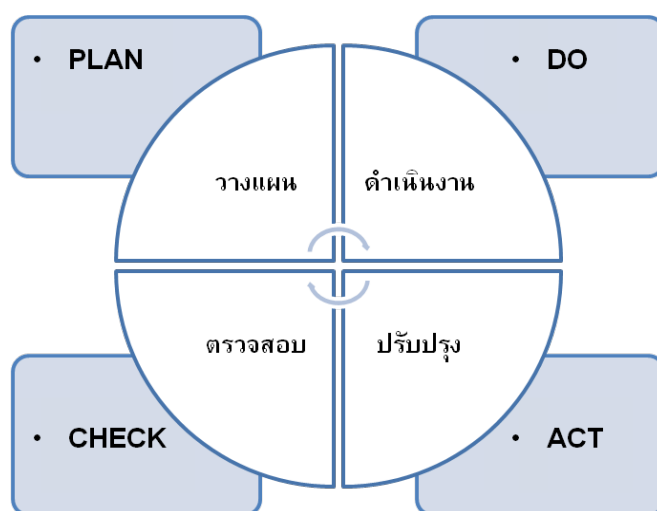 • PLAN
• DO
วางแผน
ดำเนินงาน
ตรวจสอบ
ปรับปรุง
• CHECK
• ACT